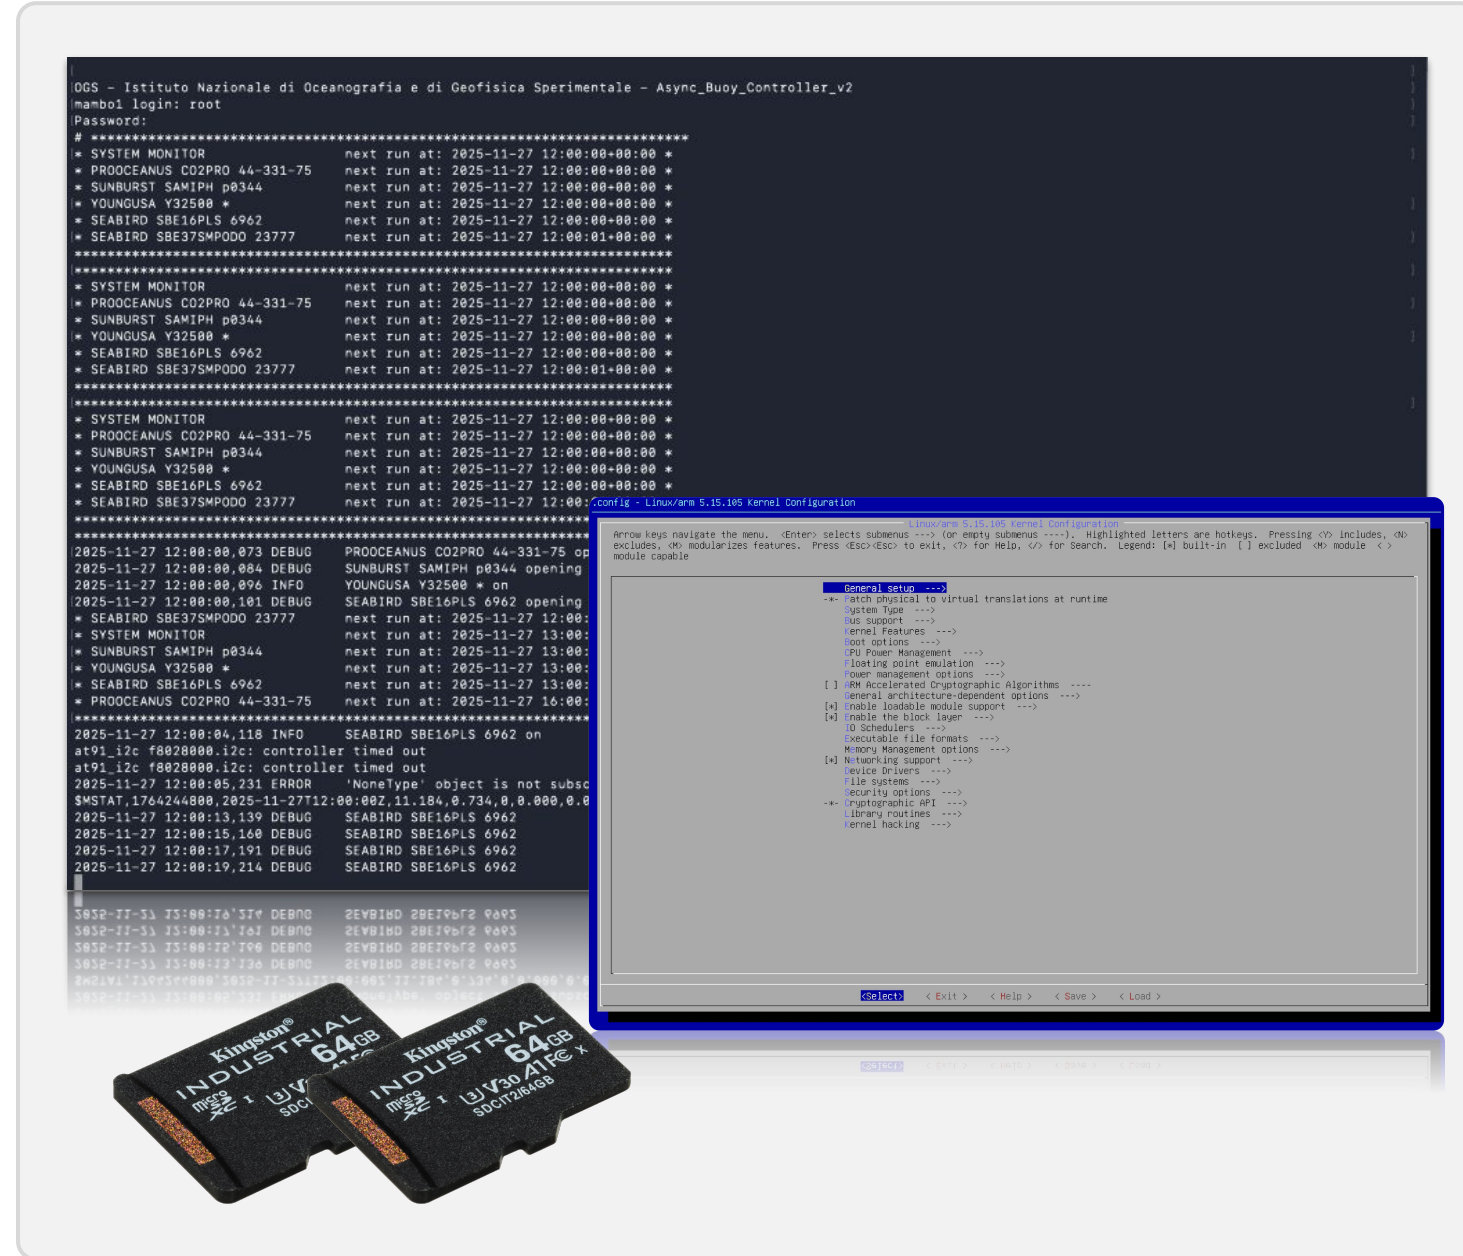 OGS - Istituto Nazionale di Oceanografia e di Geofisica Sperimentale - Async_Buoy_Controller_v2
mambo1 login: root
Password:
# *************************************************************************
* SYSTEM MONITOR next run at: 2025-11-27 12:00:00+00:00 *
* PROOCEANUS CO2PRO 44-331-75 next run at: 2025-11-27 12:00:00+00:00 *
* SUNBURST SAMIPH p0344 next run at: 2025-11-27 12:00:00+00:00 *
* YOUNGUSA Y32500 * next run at: 2025-11-27 12:00:00+00:00 *
* SEABIRD SBE16PLS 6962 next run at: 2025-11-27 12:00:00+00:00 *
* SEABIRD SBE37SMPODO 23777 next run at: 2025-11-27 12:00:01+00:00 *
*************************************************************************
*************************************************************************
* SYSTEM MONITOR next run at: 2025-11-27 12:00:00+00:00 *
* PROOCEANUS CO2PRO 44-331-75 next run at: 2025-11-27 12:00:00+00:00 *
* SUNBURST SAMIPH p0344 next run at: 2025-11-27 12:00:00+00:00 *
* YOUNGUSA Y32500 * next run at: 2025-11-27 12:00:00+00:00 *
* SEABIRD SBE16PLS 6962 next run at: 2025-11-27 12:00:00+00:00 *
* SEABIRD SBE37SMPODO 23777 next run at: 2025-11-27 12:00:01+00:00 *
*************************************************************************
*************************************************************************
* SYSTEM MONITOR next run at: 2025-11-27 12:00:00+00:00 *
* PROOCEANUS CO2PRO 44-331-75 next run at: 2025-11-27 12:00:00+00:00 *
* SUNBURST SAMIPH p0344 next run at: 2025-11-27 12:00:00+00:00 *
* YOUNGUSA Y32500 * next run at: 2025-11-27 12:00:00+00:00 *
* SEABIRD SBE16PLS 6962 next run at: 2025-11-27 12:00:00+00:00 *
* SEABIRD SBE37SMPODO 23777 next run at: 2025-11-27 12:00:
***************************************************************
2025-11-27 12:00:00,073 DEBUG PROOCEANUS CO2PRO 44-331-75 op
2025-11-27 12:00:00,084 DEBUG SUNBURST SAMIPH p0344 opening
2025-11-27 12:00:00,096 INFO YOUNGUSA Y32500 * on
2025-11-27 12:00:00,101 DEBUG SEABIRD SBE16PLS 6962 opening
* SEABIRD SBE37SMPODO 23777 next run at: 2025-11-27 12:00:
* SYSTEM MONITOR next run at: 2025-11-27 13:00:
* SUNBURST SAMIPH p0344 next run at: 2025-11-27 13:00:
* YOUNGUSA Y32500 * next run at: 2025-11-27 13:00:
* SEABIRD SBE16PLS 6962 next run at: 2025-11-27 13:00:
* PROOCEANUS CO2PRO 44-331-75 next run at: 2025-11-27 16:00:
***************************************************************
2025-11-27 12:00:04,118 INFO SEABIRD SBE16PLS 6962 on
at91_i2c f8028000.i2c: controller timed out
at91_i2c f8028000.i2c: controller timed out
2025-11-27 12:00:05,231 ERROR 'NoneType' object is not subsc
$MSTAT,1764244800,2025-11-27T12:00:00Z,11.184,0.734,0,0.000,0.0
2025-11-27 12:00:13,139 DEBUG SEABIRD SBE16PLS 6962
2025-11-27 12:00:15,160 DEBUG SEABIRD SBE16PLS 6962
2025-11-27 12:00:17,191 DEBUG SEABIRD SBE16PLS 6962
2025-11-27 12:00:19,214 DEBUG SEABIRD SBE16PLS 6962
.config - Linux/arm 5.15.105 Kernel Configuration
Linux/arm 5.15.105 Kernel Configuration
Arrow keys navigate the menu. <Enter> selects submenus ---> (or empty submenus ----). Highlighted letters are hotkeys. Pressing <Y> includes, <N>
excludes, <M> modularizes features. Press <Esc><Esc> to exit, <?> for Help, </> for Search. Legend: [*] built-in [ ] excluded <M> module < >
module capable
General setup --->
-*- Patch physical to virtual translations at runtime
System Type --->
Bus support --->
Kernel Features --->
Boot options --->
CPU Power Management --->
Floating point emulation --->
Power management options --->
[ ] ARM Accelerated Cryptographic Algorithms ----
General architecture-dependent options --->
[*] Enable loadable module support --->
[*] Enable the block layer --->
IO Schedulers --->
Executable file formats --->
Memory Management options --->
[*] Networking support --->
Device Drivers --->
File systems --->
Security options --->
-*- Cryptographic API --->
Library routines --->
Kernel hacking --->
<Select> < Exit > < Help > < Save > < Load >
Kingston®
INDUSTRIAL
64GB
micro SD XC I U3 V30 A1 FC
SDCIT2/64GB
Kingston®
INDUSTRIAL
64GB
micro SD XC I U3 V
SDCI